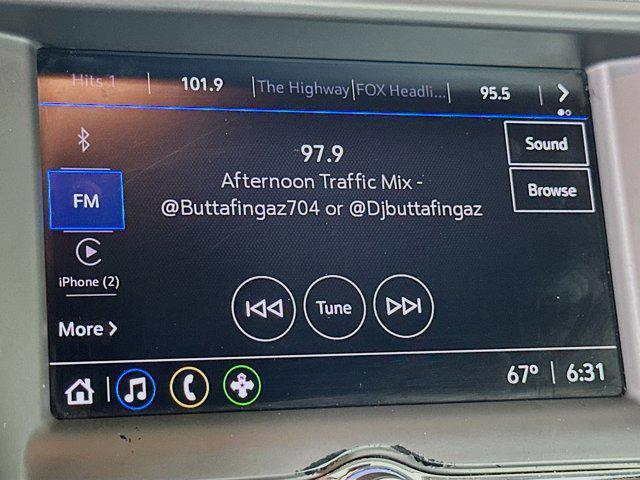 Hits 1 101.9 The Highway FOX Headli... 95.5
97.9
Sound
Afternoon Traffic Mix -
@Buttafingaz704 or @Djbuttafingaz
Browse
FM
iPhone (2)
Tune
More
67° 6:31